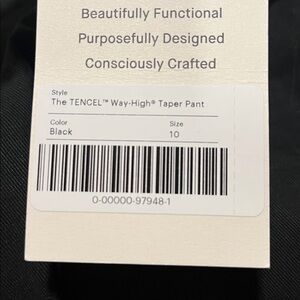 Beautifully Functional
Purposefully Designed
Consciously Crafted
Style
The TENCEL™ Way-High® Taper Pant
Color
Size
Black
10
0-00000-97948-1